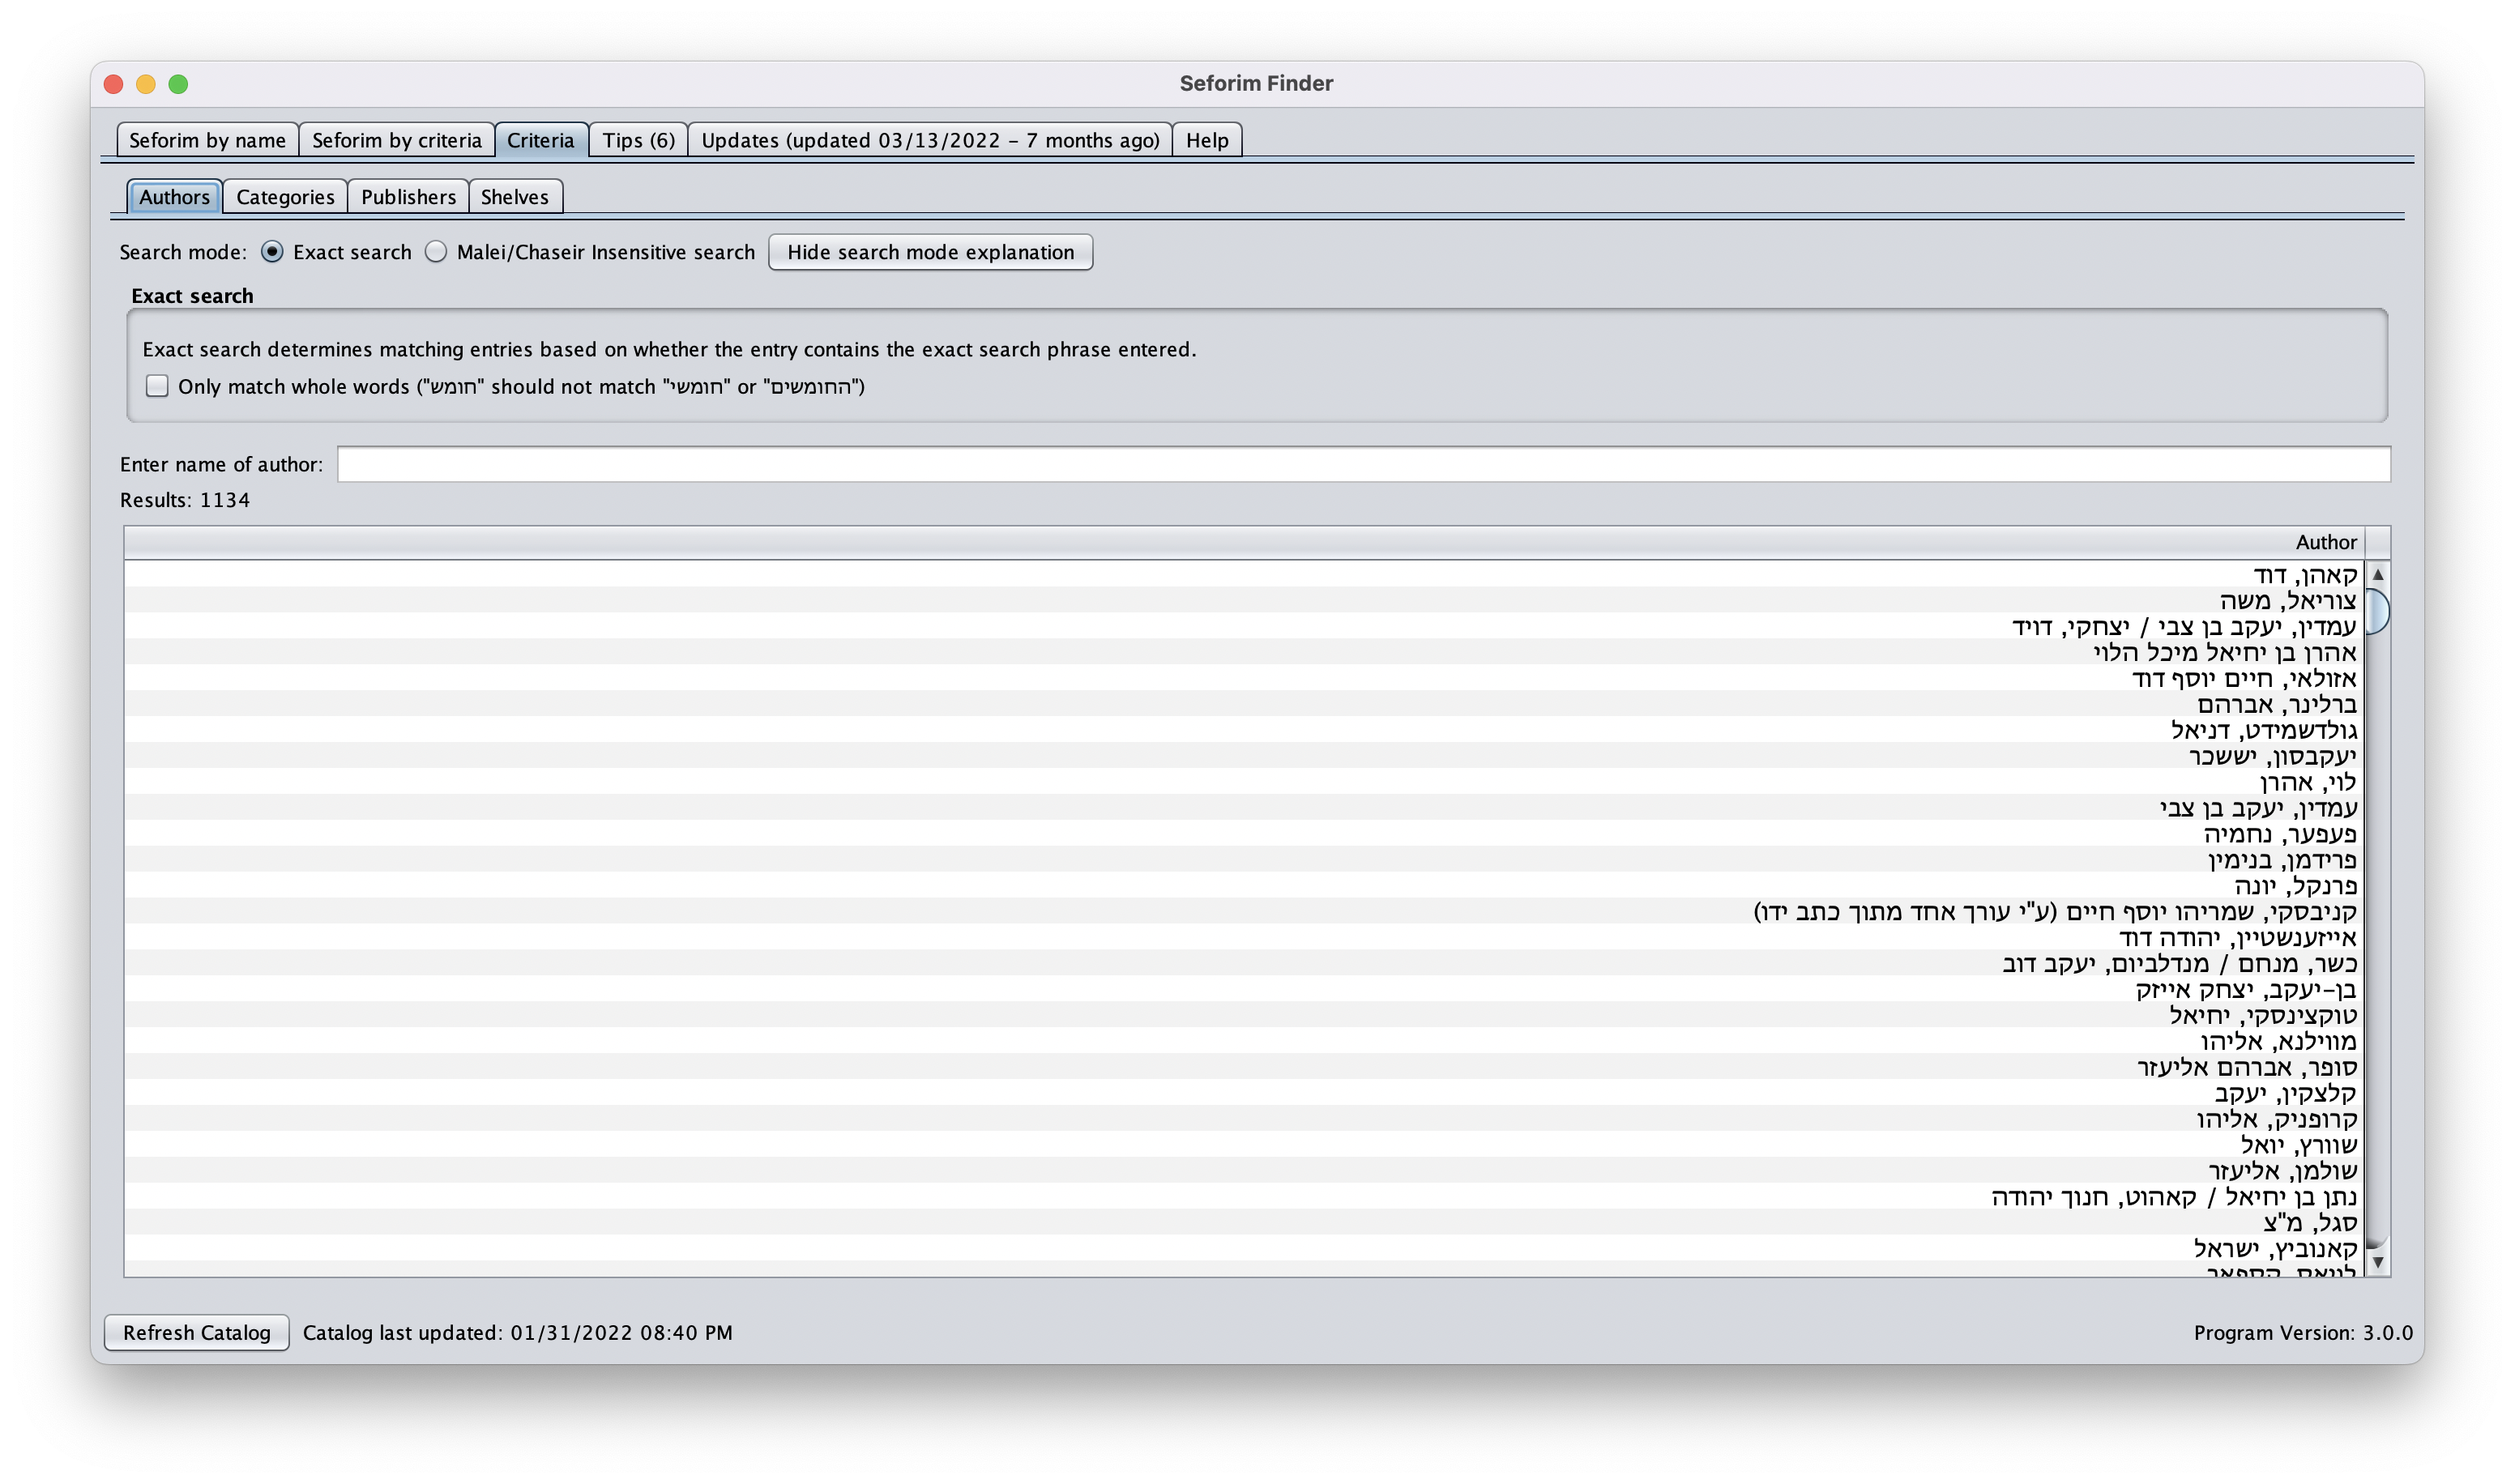 Seforim Finder
Seforim by name Seforim by criteria Criteria Tips (6) Updates (updated 03/13/2022 - 7 months ago) Help
Authors Categories Publishers Shelves
Search mode: Exact search Malei/Chaseir Insensitive search Hide search mode explanation
Exact search
Exact search determines matching entries based on whether the entry contains the exact search phrase entered.
Only match whole words ("חומש" should not match "חומשי" or "החומשים")
Enter name of author:
Results: 1134
Author
קאהן, דוד
צוריאל, משה
עמדין, יעקב בן צבי / יצחקי, דויד
אהרן בן יחיאל מיכל הלוי
אזולאי, חיים יוסף דוד
ברלינר, אברהם
גולדשמידט, דניאל
יעקבסון, יששכר
לוי, אהרן
עמדין, יעקב בן צבי
פעפער, נחמיה
פרידמן, בנימין
פרנקל, יונה
קניבסקי, שמריהו יוסף חיים (ע"י עורך אחד מתוך כתב ידו)
אייזענשטיין, יהודה דוד
כשר, מנחם / מנדלביום, יעקב דוב
בן-יעקב, יצחק אייזק
טוקצינסקי, יחיאל
מווילנא, אליהו
סופר, אברהם אליעזר
קלצקין, יעקב
קרופניק, אליהו
שוורץ, יואל
שולמן, אליעזר
נתן בן יחיאל / קאהוט, חנוך יהודה
סגל, מ"צ
קאנוביץ, ישראל
Refresh Catalog Catalog last updated: 01/31/2022 08:40 PM Program Version: 3.0.0